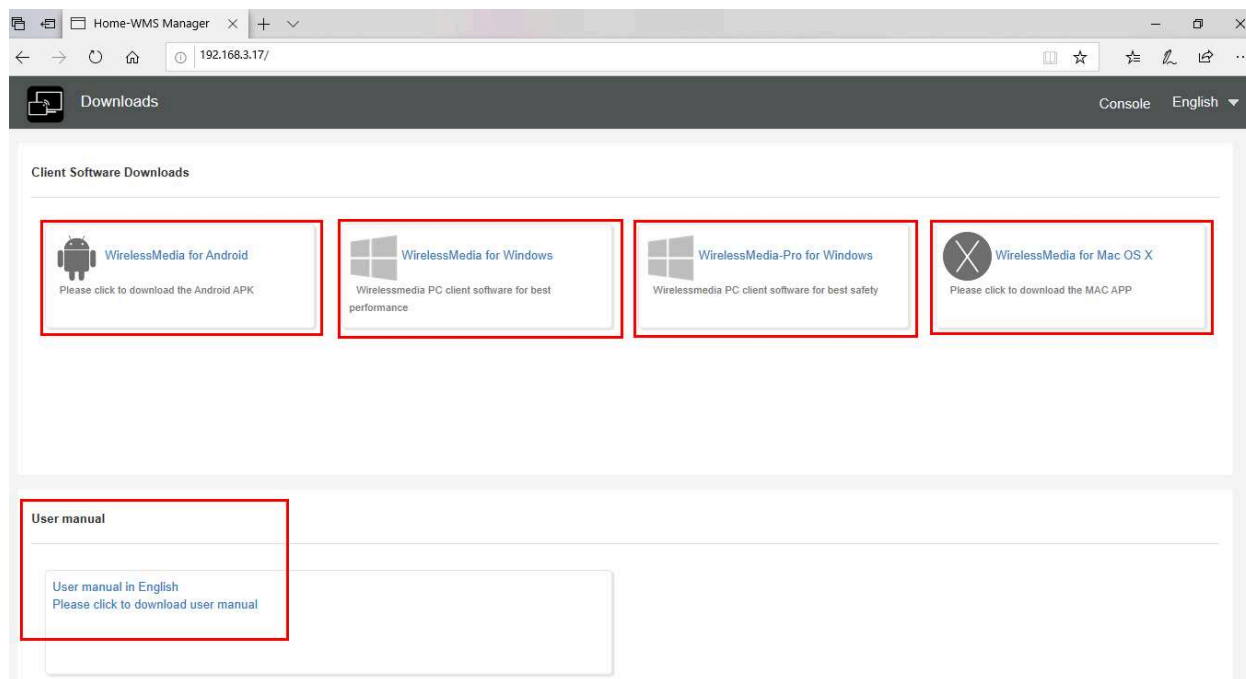 Home-WMS Manager
192.168.3.17/
Downloads
Console English
Client Software Downloads
WirelessMedia for Android
Please click to download the Android APK
WirelessMedia for Windows
Wirelessmedia PC client software for best
performance
WirelessMedia-Pro for Windows
Wirelessmedia PC client software for best safety
WirelessMedia for Mac OS X
Please click to download the MAC APP
User manual
User manual in English
Please click to download user manual